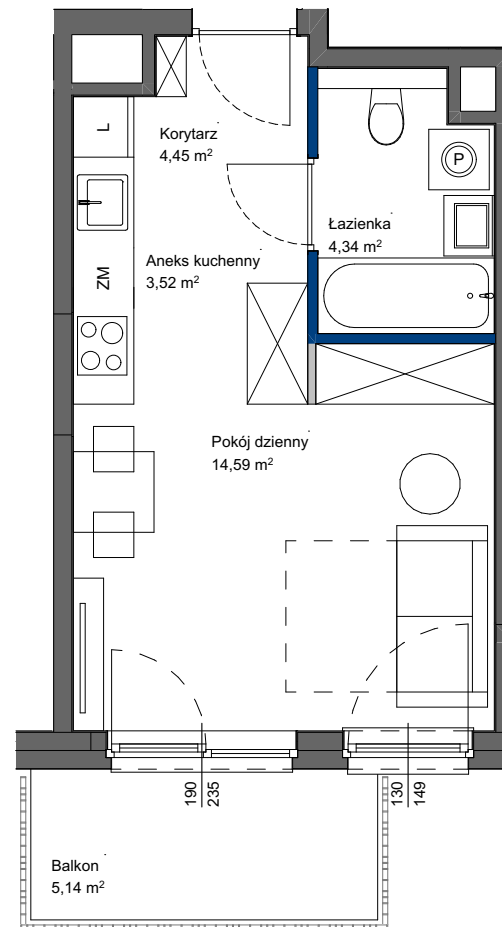 L
Korytarz
4,45 m²
P
Łazienka
4,34 m²
Aneks kuchenny
3,52 m²
ZM
Pokój dzienny
14,59 m²
190
235
130
149
Balkon
5,14 m²